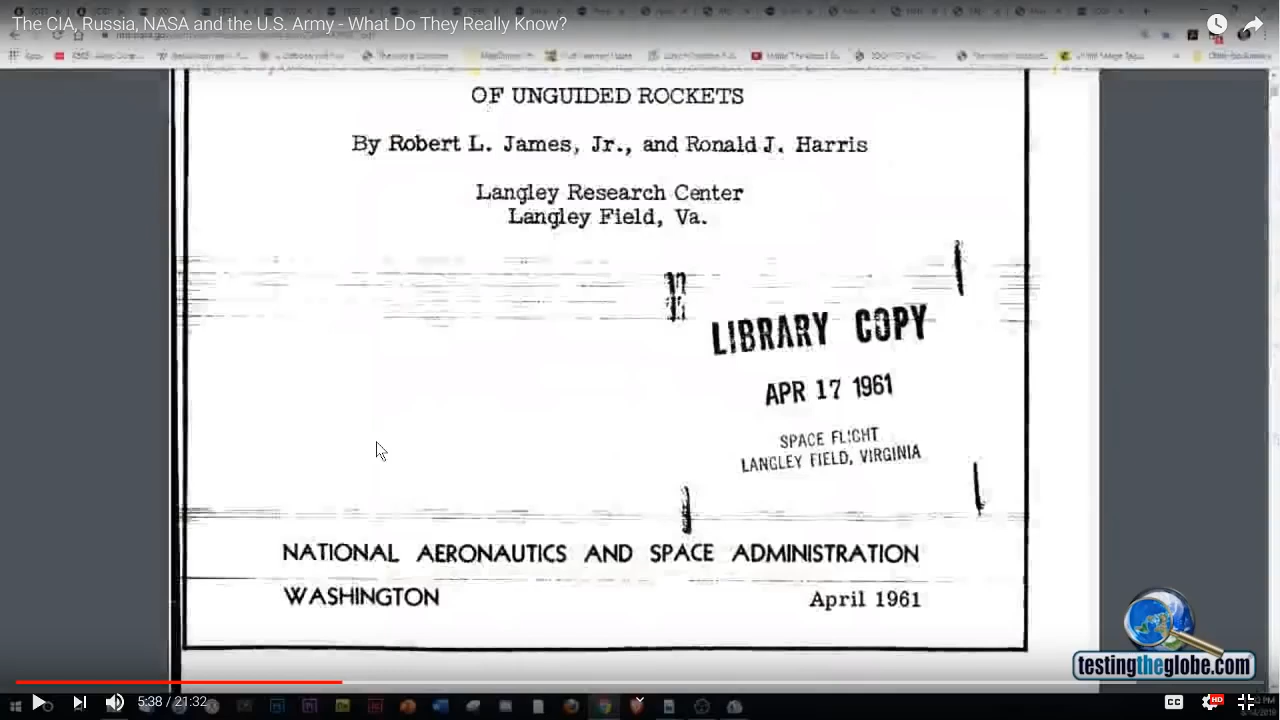 The CIA, Russia, NASA and the U.S. Army - What Do They Really Know?
OF UNGUIDED ROCKETS
By Robert L. James, Jr., and Ronald J. Harris
Langley Research Center
Langley Field, Va.
LIBRARY COPY
APR 17 1961
SPACE FLIGHT
LANGLEY FIELD, VIRGINIA
NATIONAL AERONAUTICS AND SPACE ADMINISTRATION
WASHINGTON April 1961
testingtheglobe.com
5:38 / 21:32
CC
HD